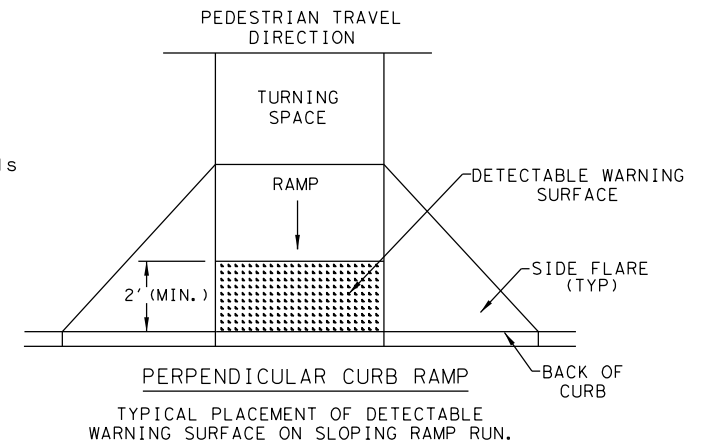 PEDESTRIAN TRAVEL
DIRECTION
TURNING
SPACE
ls
RAMP
DETECTABLE WARNING
SURFACE
SIDE FLARE
(TYP)
2' (MIN.)
BACK OF
CURB
PERPENDICULAR CURB RAMP
TYPICAL PLACEMENT OF DETECTABLE
WARNING SURFACE ON SLOPING RAMP RUN.